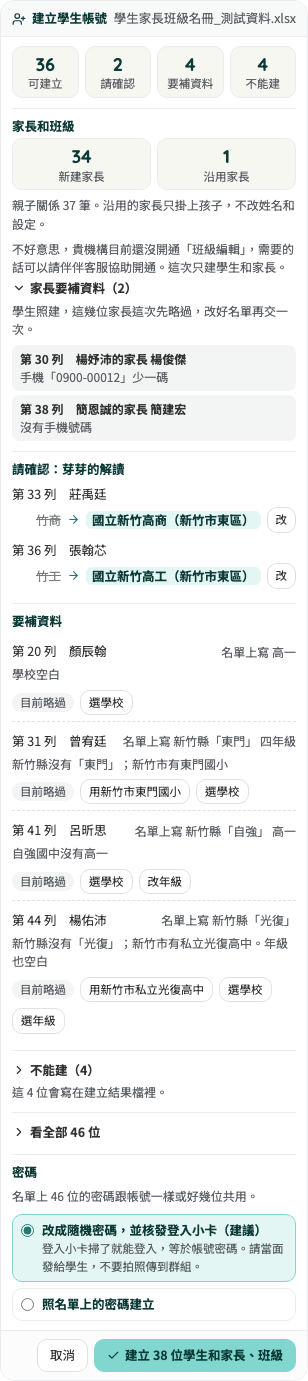 建立學生帳號 學生家長班級名冊_測試資料.xlsx
36 2 4 4
可建立 請確認 要補資料 不能建
家長和班級
34 1
新建家長 沿用家長
親子關係 37 筆。沿用的家長只掛上孩子，不改姓名和
設定。
不好意思，貴機構目前還沒開通「班級編輯」，需要的
話可以請伴伴客服協助開通。這次只建學生和家長。
家長要補資料（2）
學生照建，這幾位家長這次先略過，改好名單再交一
次。
第 30 列 楊妤沛的家長 楊俊傑
手機「0900-00012」少一碼
第 38 列 簡恩誠的家長 簡建宏
沒有手機號碼
請確認：芽芽的解讀
第 33 列 莊禹廷
竹商 → 國立新竹高商（新竹市東區） 改
第 36 列 張翰芯
竹工 → 國立新竹高工（新竹市東區） 改
要補資料
第 20 列 顏辰翰 名單上寫 高一
學校空白
目前略過 選學校
第 31 列 曾宥廷 名單上寫 新竹縣「東門」 四年級
新竹縣沒有「東門」；新竹市有東門國小
目前略過 用新竹市東門國小 選學校
第 41 列 呂昕思 名單上寫 新竹縣「自強」 高一
自強國中沒有高一
目前略過 選學校 改年級
第 44 列 楊佑沛 名單上寫 新竹縣「光復」
新竹縣沒有「光復」；新竹市有私立光復高中。年級
也空白
目前略過 用新竹市私立光復高中 選學校
選年級
不能建（4）
這 4 位會寫在建立結果檔裡。
看全部 46 位
密碼
名單上 46 位的密碼跟帳號一樣或好幾位共用。
改成隨機密碼，並核發登入小卡（建議）
登入小卡掃了就能登入，等於帳號密碼。請當面
發給學生，不要拍照傳到群組。
照名單上的密碼建立
取消 建立 38 位學生和家長、班級